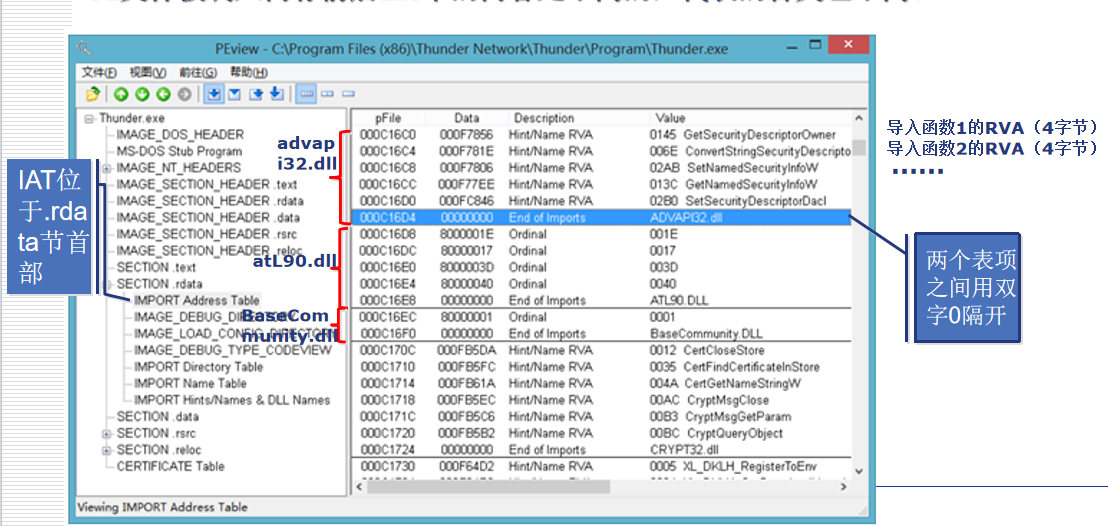 PEview - C:\Program Files (x86)\Thunder Network\Thunder\Program\Thunder.exe
文件(F) 视图(V) 前往(G) 帮助(H)
Thunder.exe
IMAGE_DOS_HEADER
MS-DOS Stub Program
IMAGE_NT_HEADERS
IMAGE_SECTION_HEADER .text
IMAGE_SECTION_HEADER .rdata
IMAGE_SECTION_HEADER .data
IMAGE_SECTION_HEADER .rsrc
IMAGE_SECTION_HEADER .reloc
SECTION .text
SECTION .rdata
IMPORT Address Table
IMAGE_DEBUG_DIRECTORY
IMAGE_LOAD_CONFIG_DIRECTORY
IMAGE_DEBUG_TYPE_CODEVIEW
IMPORT Directory Table
IMPORT Name Table
IMPORT Hints/Names & DLL Names
SECTION .data
SECTION .rsrc
SECTION .reloc
CERTIFICATE Table
IAT位
于.rda
ta节首
部
advap
i32.dll
atL90.dll
BaseCom
munity.dll
pFile Data Description Value
000C16C0 000F7856 Hint/Name RVA 0145 GetSecurityDescriptorOwner
000C16C4 000F781E Hint/Name RVA 006E ConvertStringSecurityDescripto
000C16C8 000F7806 Hint/Name RVA 02AB SetNamedSecurityInfoW
000C16CC 000F77EE Hint/Name RVA 013C GetNamedSecurityInfoW
000C16D0 000FC846 Hint/Name RVA 02B0 SetSecurityDescriptorDacl
000C16D4 00000000 End of Imports ADVAPI32.dll
000C16D8 8000001E Ordinal 001E
000C16DC 80000017 Ordinal 0017
000C16E0 8000003D Ordinal 003D
000C16E4 80000040 Ordinal 0040
000C16E8 00000000 End of Imports ATL90.DLL
000C16EC 80000001 Ordinal 0001
000C16F0 00000000 End of Imports BaseCommunity.DLL
000C170C 000FB5DA Hint/Name RVA 0012 CertCloseStore
000C1710 000FB5FC Hint/Name RVA 0035 CertFindCertificateInStore
000C1714 000FB61A Hint/Name RVA 004A CertGetNameStringW
000C1718 000FB5EC Hint/Name RVA 00AC CryptMsgClose
000C171C 000FB5C6 Hint/Name RVA 00B3 CryptMsgGetParam
000C1720 000FB5B2 Hint/Name RVA 00BC CryptQueryObject
000C1724 00000000 End of Imports CRYPT32.dll
000C1730 000F64D2 Hint/Name RVA 0005 XL_DKLH_RegisterToEnv
导入函数1的RVA（4字节）
导入函数2的RVA（4字节）
······
两个表项
之间用双
字0隔开
Viewing IMPORT Address Table